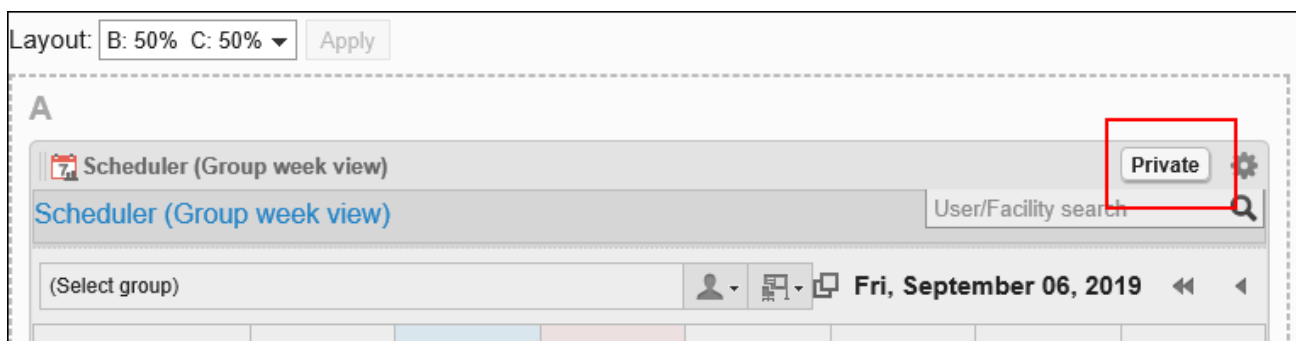 Layout: B: 50% C: 50% Apply
A
7 Scheduler (Group week view) Private
Scheduler (Group week view) User/Facility search
(Select group) Fri, September 06, 2019